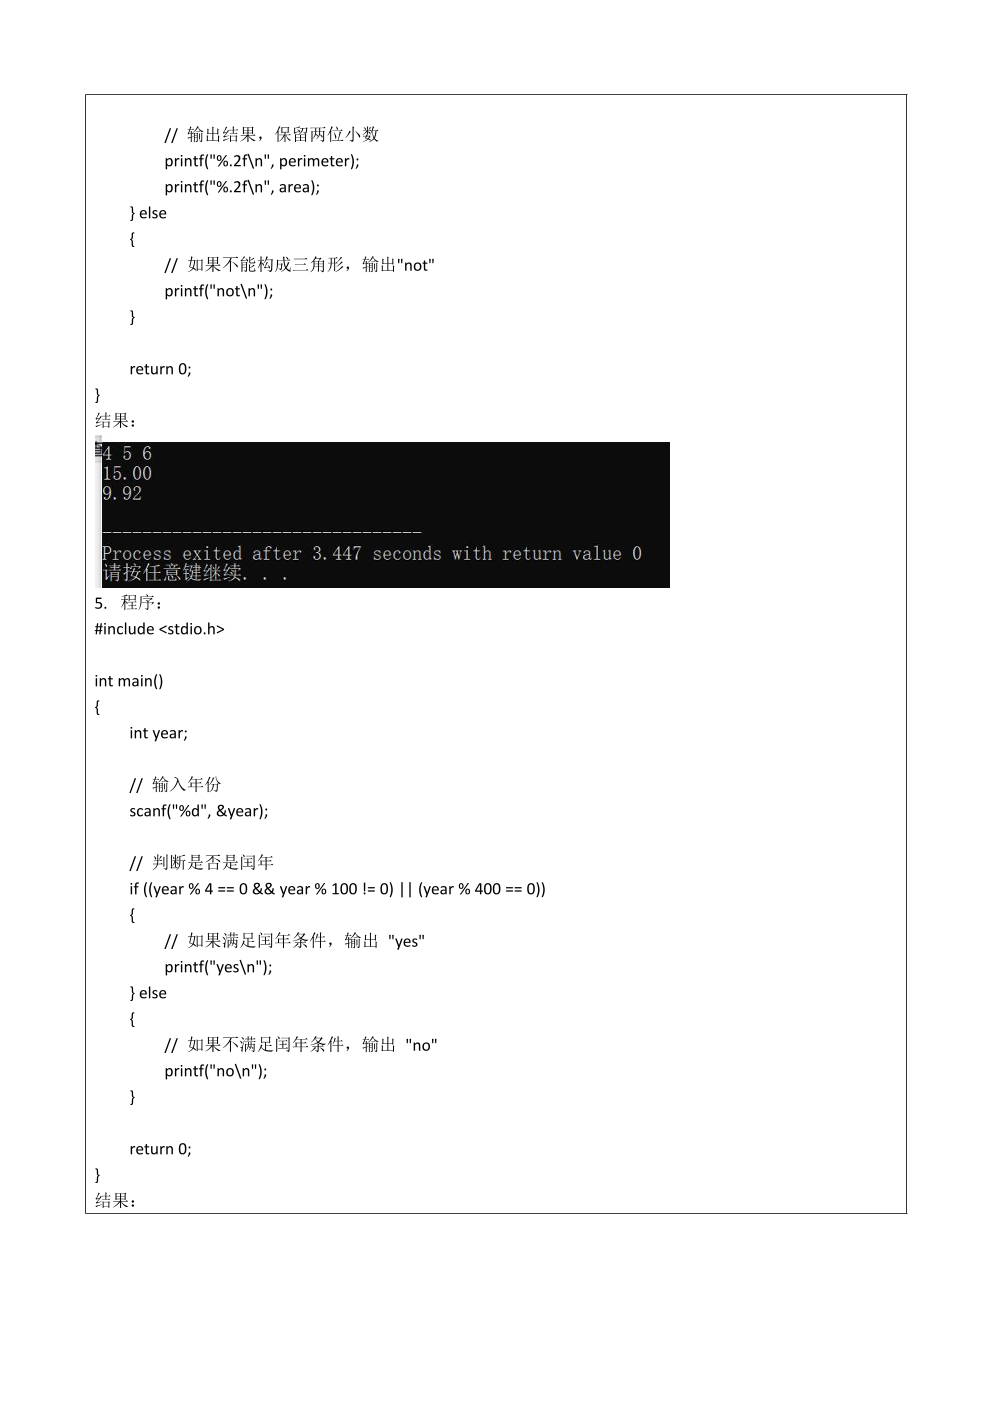 // 输出结果，保留两位小数
printf("%.2f\n", perimeter);
printf("%.2f\n", area);
} else
{
// 如果不能构成三角形，输出"not"
printf("not\n");
}
return 0;
}
结果：
4 5 6
15.00
9.92
--------------------------------
Process exited after 3.447 seconds with return value 0
请按任意键继续. . .
5. 程序：
#include <stdio.h>
int main()
{
int year;
// 输入年份
scanf("%d", &year);
// 判断是否是闰年
if ((year % 4 == 0 && year % 100 != 0) || (year % 400 == 0))
{
// 如果满足闰年条件，输出 "yes"
printf("yes\n");
} else
{
// 如果不满足闰年条件，输出 "no"
printf("no\n");
}
return 0;
}
结果：